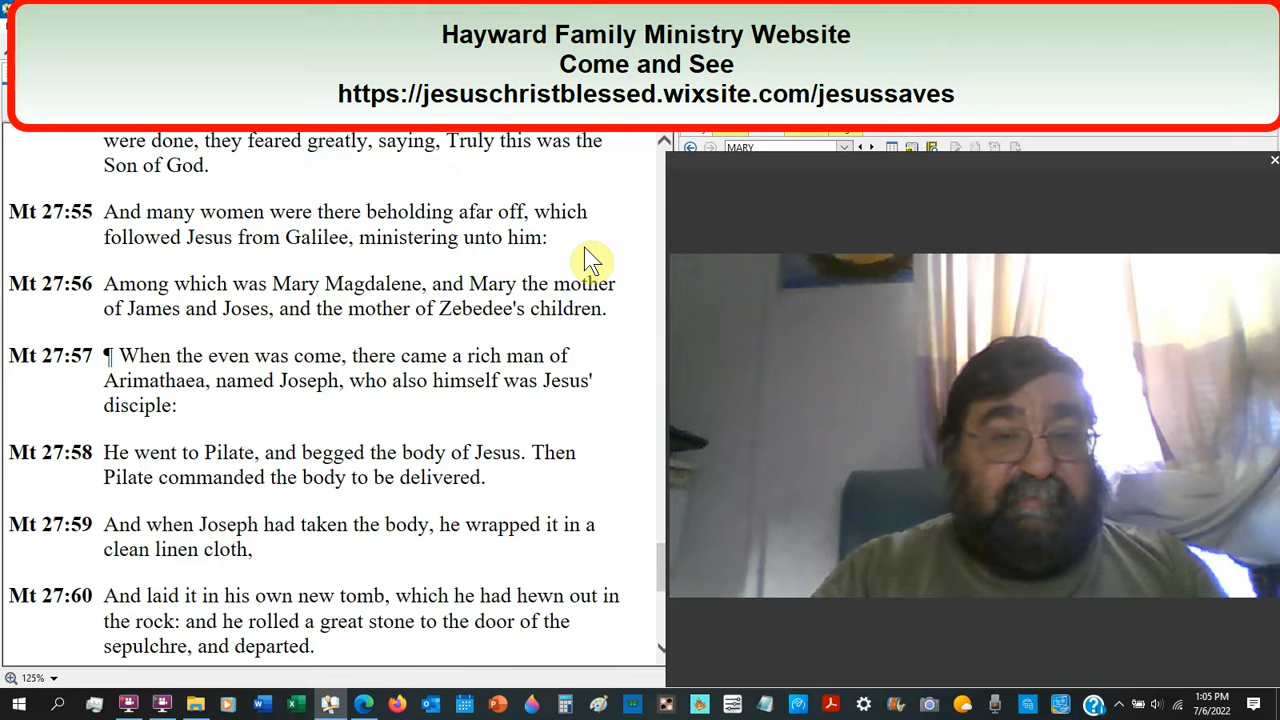 Hayward Family Ministry Website
Come and See
https://jesuschristblessed.wixsite.com/jesussaves
MARY
were done, they feared greatly, saying, Truly this was the
Son of God.
Mt 27:55 And many women were there beholding afar off, which
followed Jesus from Galilee, ministering unto him:
Mt 27:56 Among which was Mary Magdalene, and Mary the mother
of James and Joses, and the mother of Zebedee's children.
Mt 27:57 ¶ When the even was come, there came a rich man of
Arimathaea, named Joseph, who also himself was Jesus'
disciple:
Mt 27:58 He went to Pilate, and begged the body of Jesus. Then
Pilate commanded the body to be delivered.
Mt 27:59 And when Joseph had taken the body, he wrapped it in a
clean linen cloth,
Mt 27:60 And laid it in his own new tomb, which he had hewn out in
the rock: and he rolled a great stone to the door of the
sepulchre, and departed.
125%
1:05 PM
7/6/2022